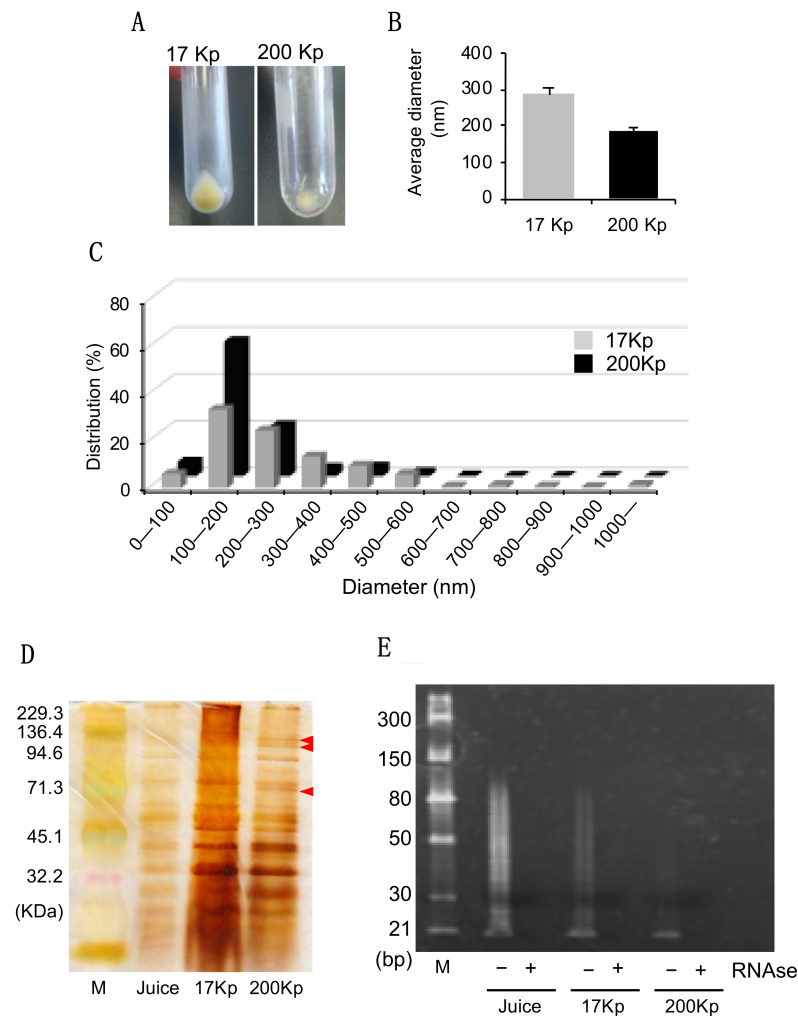 A
17 Kp 200 Kp
B
Average diameter
(nm)
400
300
200
100
0
17 Kp 200 Kp
C
Distribution (%)
80
60
40
20
0
17Kp
200Kp
0—100 100—200 200—300 300—400 400—500 500—600 600—700 700—800 800—900 900—1000 1000—
Diameter (nm)
D
229.3
136.4
94.6
71.3
45.1
32.2
(KDa)
M Juice 17Kp 200Kp
E
300
150
80
50
30
21
(bp)
M − + − + − + RNAse
Juice 17Kp 200Kp